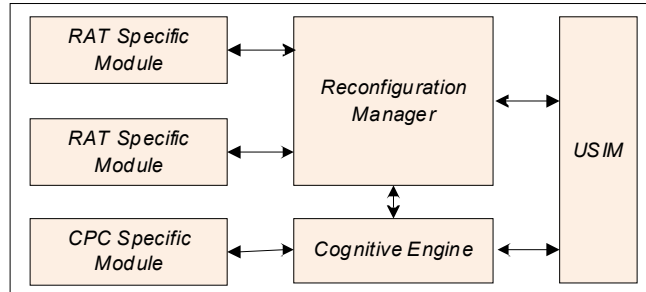 RAT Specific
Module
Reconfiguration
Manager
RAT Specific
Module
USIM
CPC Specific
Module
Cognitive Engine